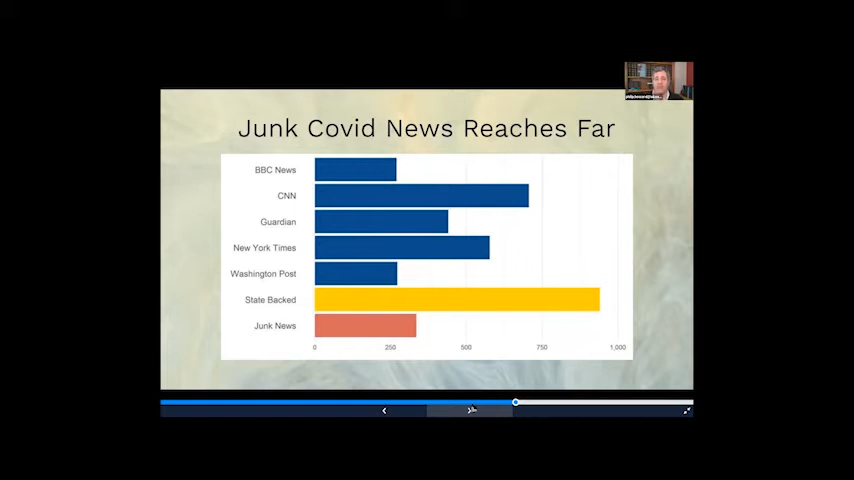 Junk Covid News Reaches Far
BBC News
CNN
Guardian
New York Times
Washington Post
State Backed
Junk News
0 250 500 750 1,000